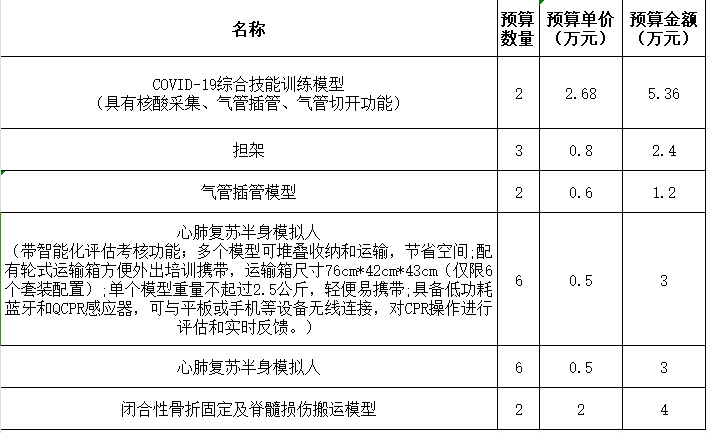 名称
预算
数量
预算单价
（万元）
预算金额
（万元）
COVID-19综合技能训练模型
（具有核酸采集、气管插管、气管切开功能）
2
2.68
5.36
担架
3
0.8
2.4
气管插管模型
2
0.6
1.2
心肺复苏半身模拟人
（带智能化评估考核功能；多个模型可堆叠收纳和运输，节省空间;配
有轮式运输箱方便外出培训携带，运输箱尺寸76cm*42cm*43cm（仅限6
个套装配置）;单个模型重量不起过2.5公斤，轻便易携带;具备低功耗
蓝牙和QCPR感应器，可与平板或手机等设备无线连接，对CPR操作进行
评估和实时反馈。）
6
0.5
3
心肺复苏半身模拟人
6
0.5
3
闭合性骨折固定及脊髓损伤搬运模型
2
2
4